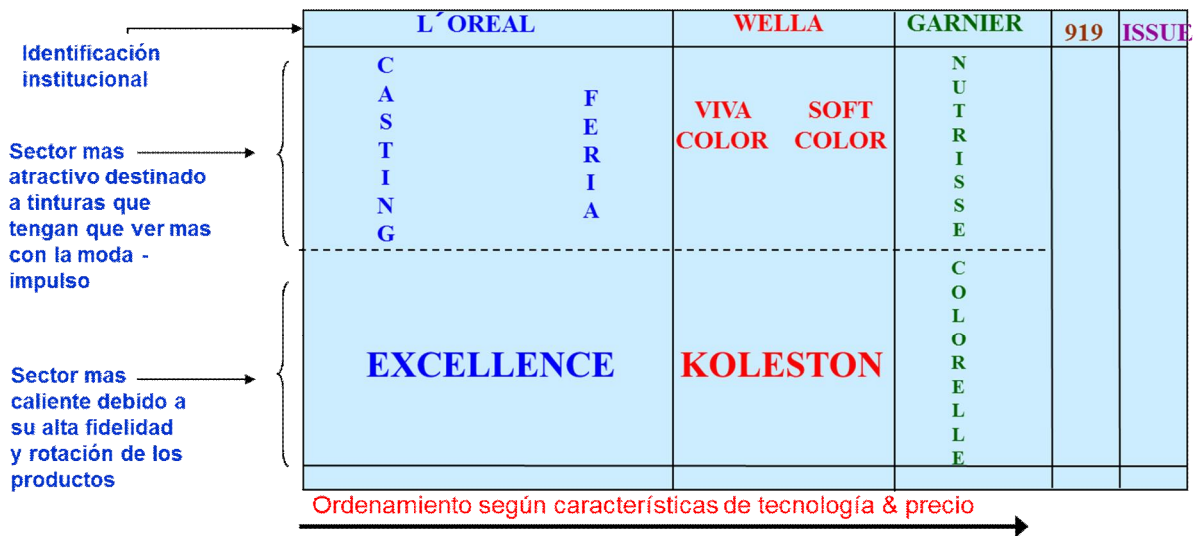 L´OREAL
WELLA
GARNIER
919
ISSUE
Identificación
institucional
CASTING
FERIA
VIVA
COLOR
SOFT
COLOR
NUTRISSE
Sector mas
atractivo destinado
a tinturas que
tengan que ver mas
con la moda -
impulso
EXCELLENCE
KOLESTON
COLORELLE
Sector mas
caliente debido a
su alta fidelidad
y rotación de los
productos
Ordenamiento según características de tecnología & precio